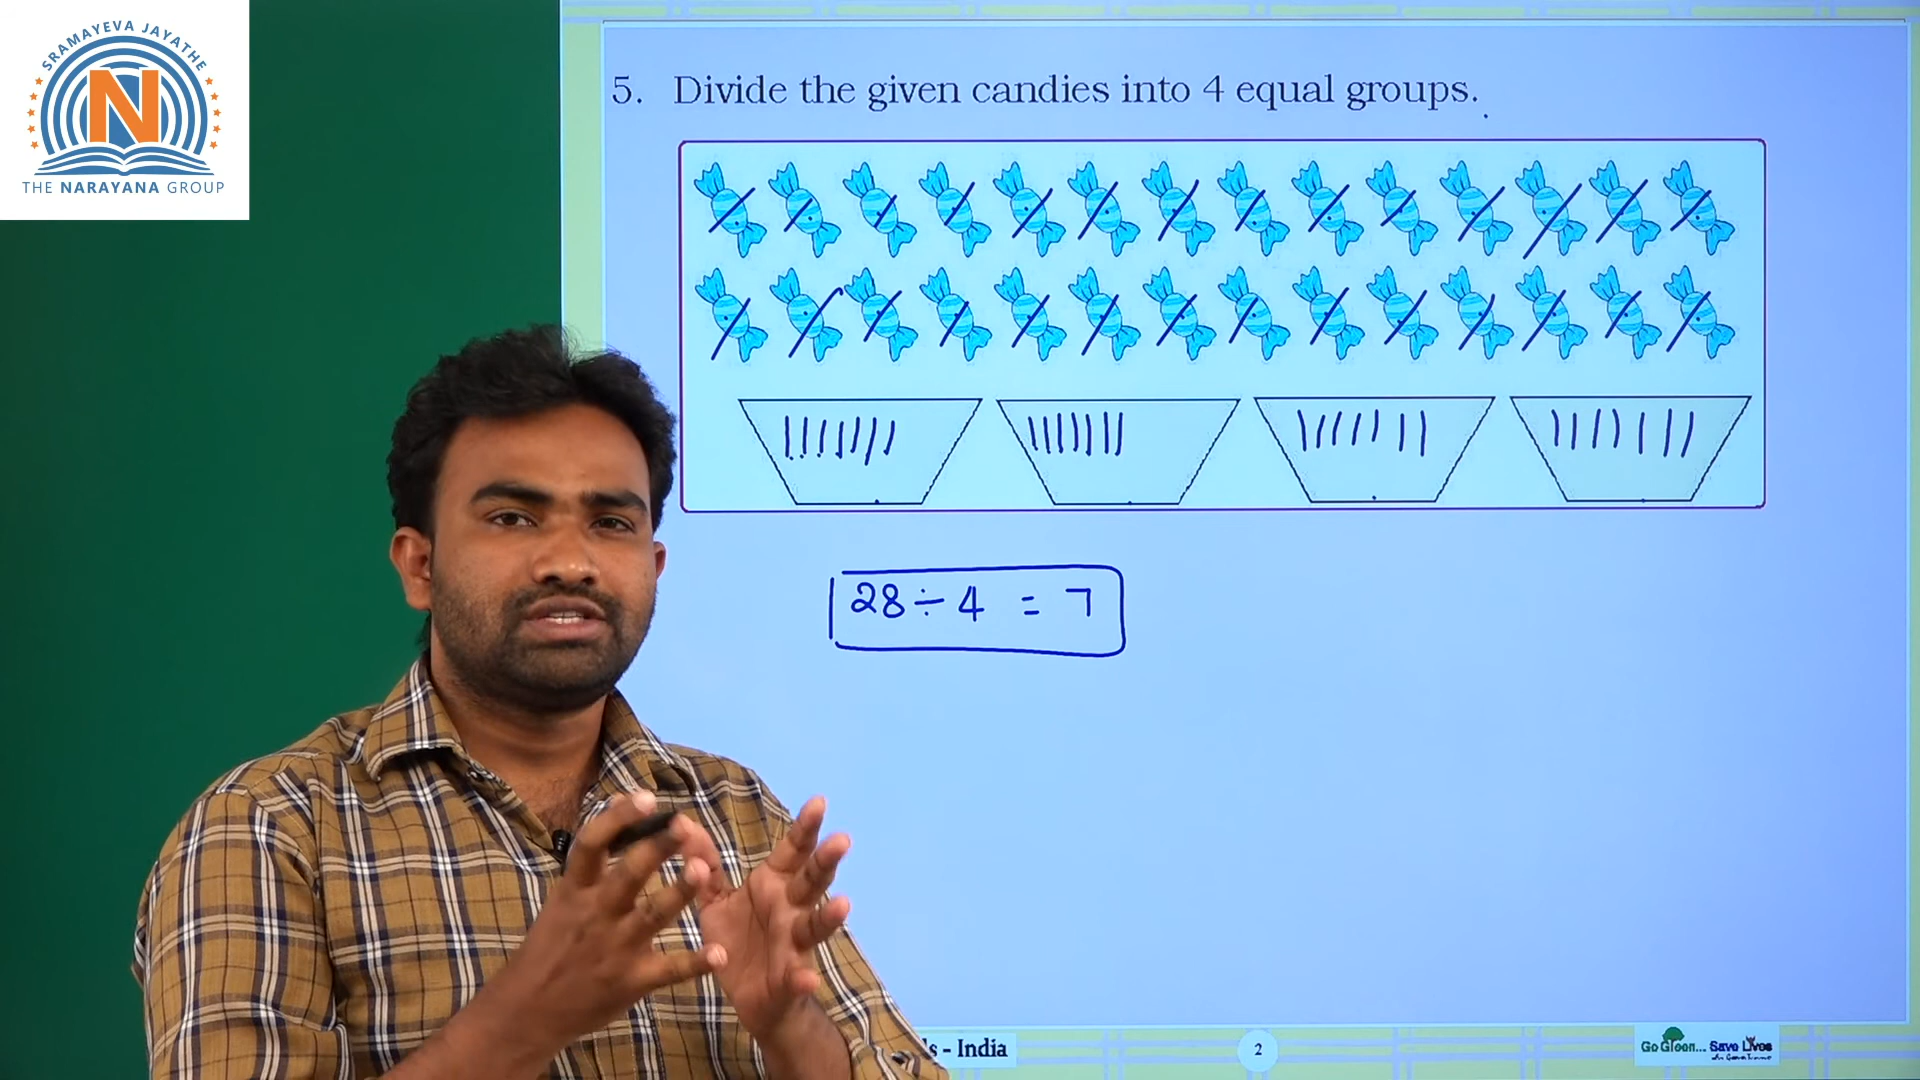 SRAMAYEVA JAYATHE
N
THE NARAYANA GROUP
5. Divide the given candies into 4 equal groups.
28 ÷ 4 = 7
- India
2
Go Green... Save Lives